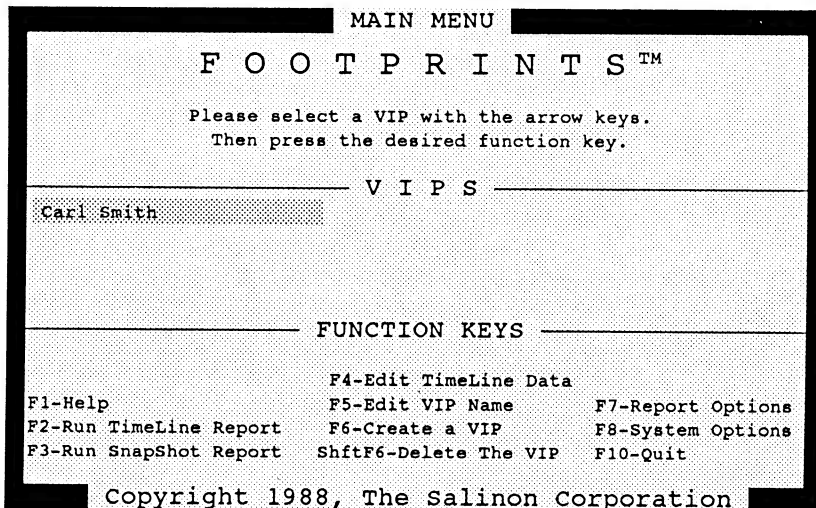 MAIN MENU
F O O T P R I N T S™
Please select a VIP with the arrow keys.
Then press the desired function key.
V I P S
Carl Smith
FUNCTION KEYS
F4-Edit TimeLine Data
F1-Help F5-Edit VIP Name F7-Report Options
F2-Run TimeLine Report F6-Create a VIP F8-System Options
F3-Run SnapShot Report ShftF6-Delete The VIP F10-Quit
Copyright 1988, The Salinon Corporation